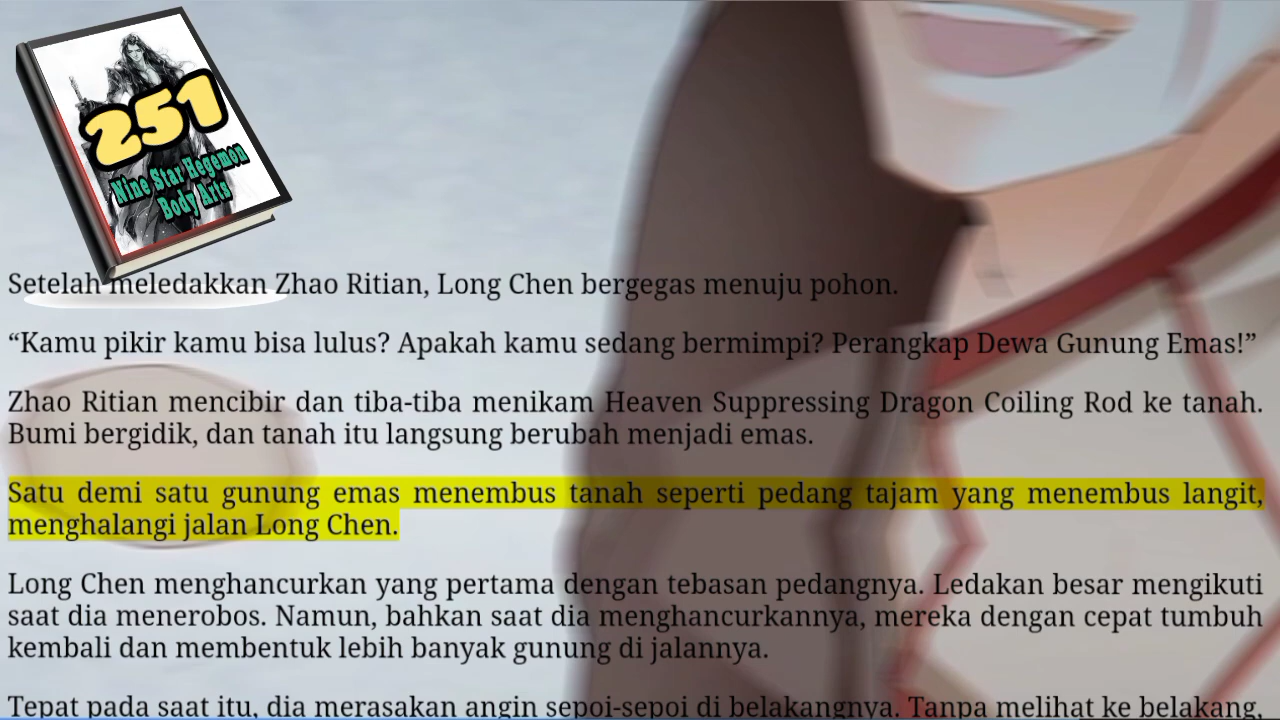 251
Nine Star Hegemon
Body Arts
Setelah meledakkan Zhao Ritian, Long Chen bergegas menuju pohon.
“Kamu pikir kamu bisa lulus? Apakah kamu sedang bermimpi? Perangkap Dewa Gunung Emas!”
Zhao Ritian mencibir dan tiba-tiba menikam Heaven Suppressing Dragon Coiling Rod ke tanah.
Bumi bergidik, dan tanah itu langsung berubah menjadi emas.
Satu demi satu gunung emas menembus tanah seperti pedang tajam yang menembus langit,
menghalangi jalan Long Chen.
Long Chen menghancurkan yang pertama dengan tebasan pedangnya. Ledakan besar mengikuti
saat dia menerobos. Namun, bahkan saat dia menghancurkannya, mereka dengan cepat tumbuh
kembali dan membentuk lebih banyak gunung di jalannya.
Tepat pada saat itu, dia merasakan angin sepoi-sepoi di belakangnya. Tanpa melihat ke belakang,